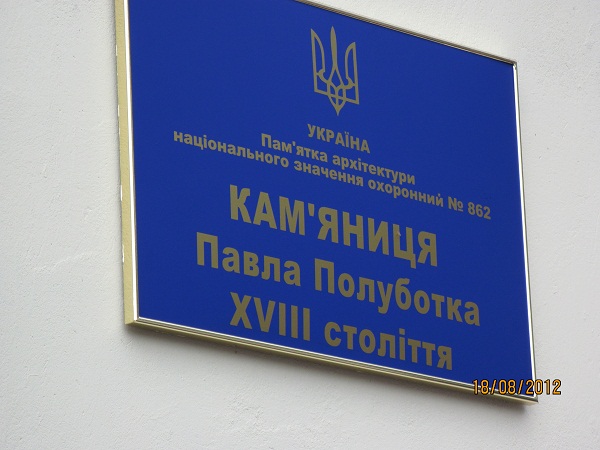 УКРАЇНА
Пам'ятка архітектури
національного значення охоронний № 862
КАМ'ЯНИЦЯ
Павла Полуботка
XVIII століття
18/08/2012